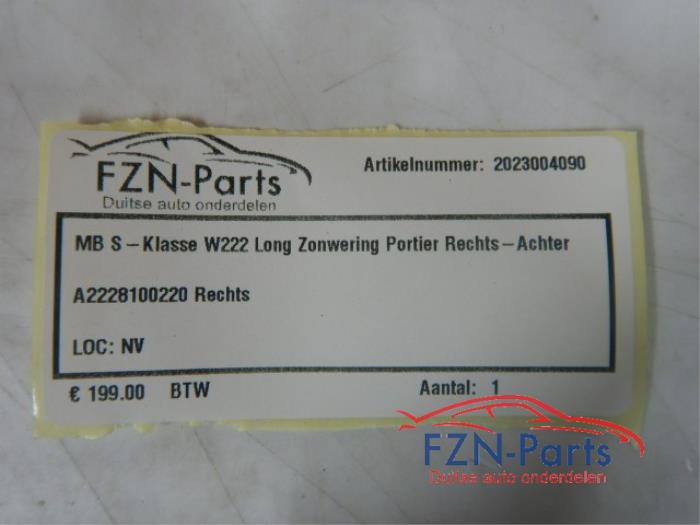 FZN-Parts
Duitse auto onderdelen
Artikelnummer: 2023004090
MB S-Klasse W222 Long Zonwering Portier Rechts-Achter
A2228100220 Rechts
LOC: NV
€ 199.00 BTW
Aantal: 1
FZN-Parts
Duitse auto onderdelen